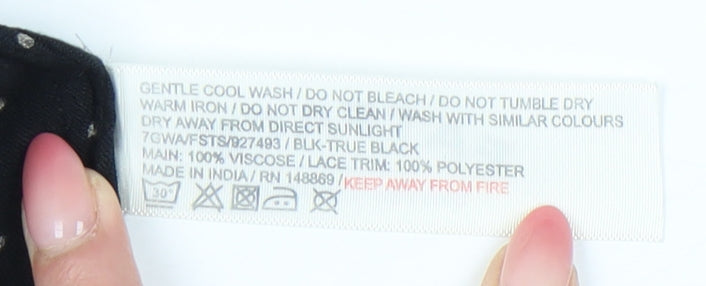 GENTLE COOL WASH / DO NOT BLEACH / DO NOT TUMBLE DRY
WARM IRON / DO NOT DRY CLEAN / WASH WITH SIMILAR COLOURS
DRY AWAY FROM DIRECT SUNLIGHT
7GWA/FSTS/927493 / BLK-TRUE BLACK
MAIN: 100% VISCOSE / LACE TRIM: 100% POLYESTER
MADE IN INDIA / RN 148869 / KEEP AWAY FROM FIRE
30°